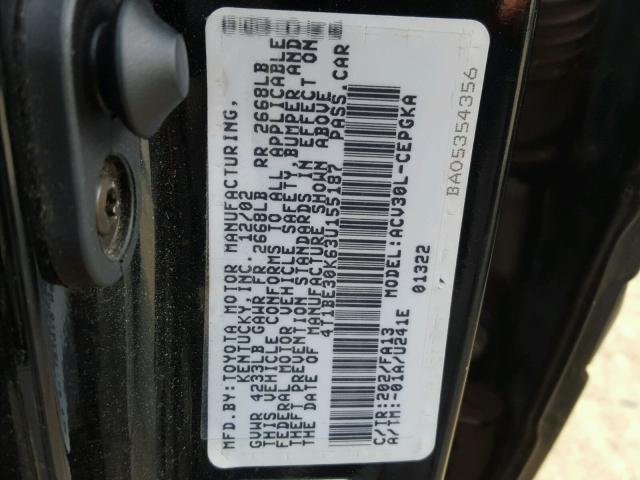 MFD.BY:TOYOTA MOTOR MANUFACTURING,
KENTUCKY, INC. 12/02
GVWR 4233LB GAWR FR 2668LB RR 2668LB
THIS VEHICLE CONFORMS TO ALL APPLICABLE
FEDERAL MOTOR VEHICLE SAFETY,BUMPER AND
THEFT PREVENTION STANDARDS IN EFFECT ON
THE DATE OF MANUFACTURE SHOWN ABOVE.
4T1BE30K63U155187 PASS.CAR
C/TR:202/FA13 MODEL:ACV30L-CEPGKA
A/TM:-01A/U241E 01322
BA05354356